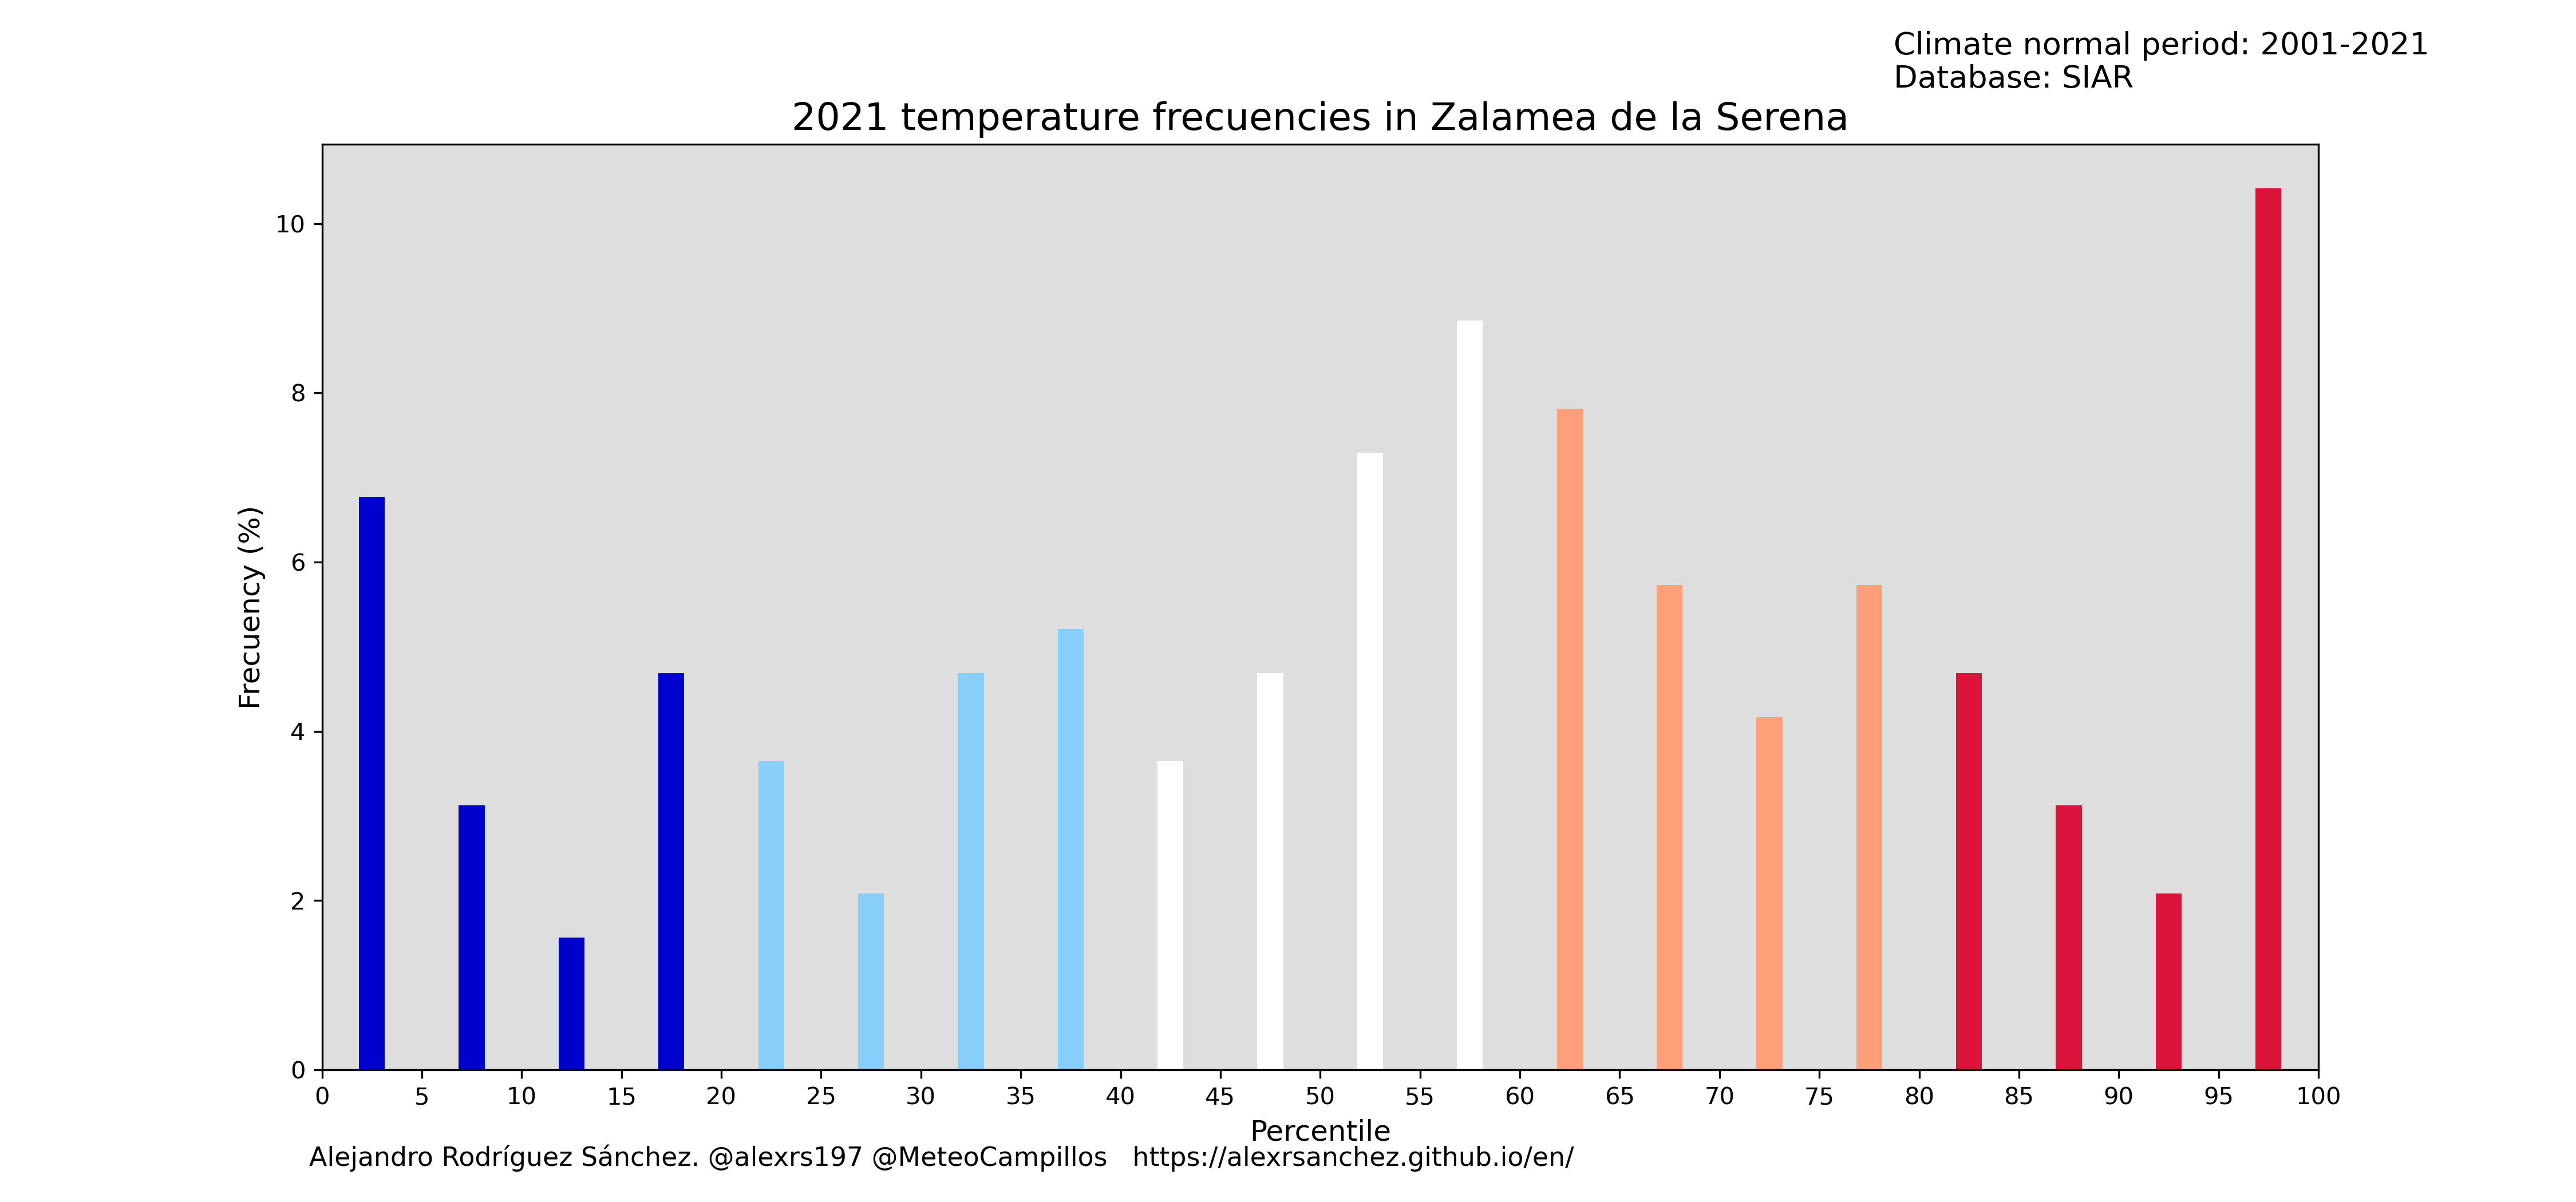 Climate normal period: 2001-2021
Database: SIAR
2021 temperature frecuencies in Zalamea de la Serena
10
8
6
4
2
0
Frecuency (%)
0 5 10 15 20 25 30 35 40 45 50 55 60 65 70 75 80 85 90 95 100
Percentile
Alejandro Rodríguez Sánchez. @alexrs197 @MeteoCampillos https://alexrsanchez.github.io/en/